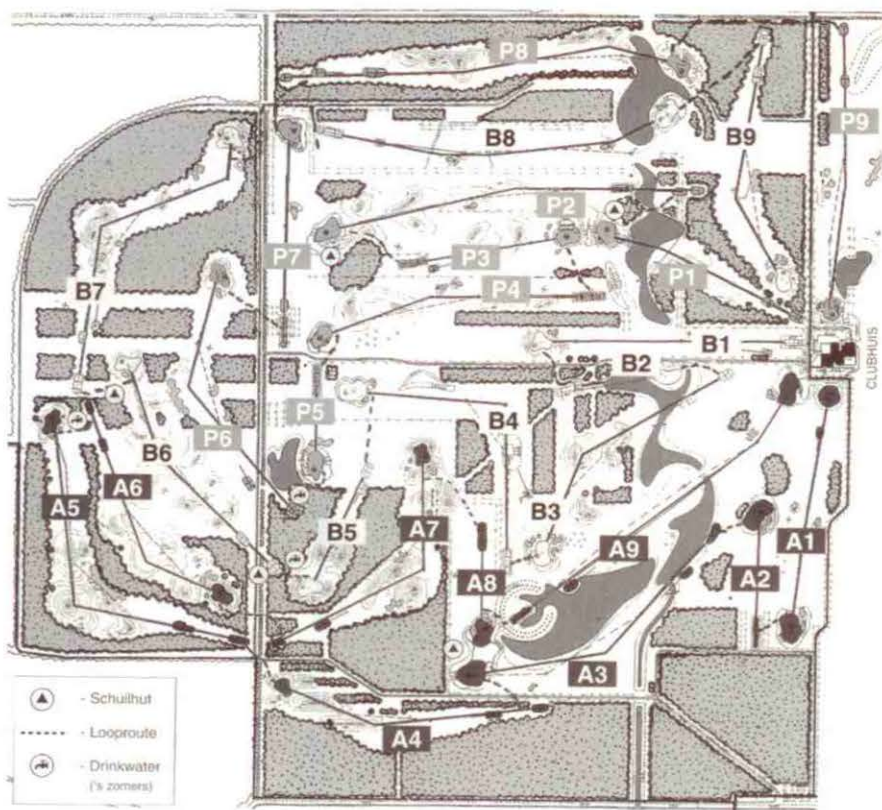 P8
P9
B8
B9
P2
P7
P3
P1
P4
B7
B1
CLUBHUIS
B2
P5
B4
P6
B6
A6
A5
B3
B5
A7
A9
A1
A8
A2
A3
A4
- Schuilhut
- Looproute
- Drinkwater
('s zomers)